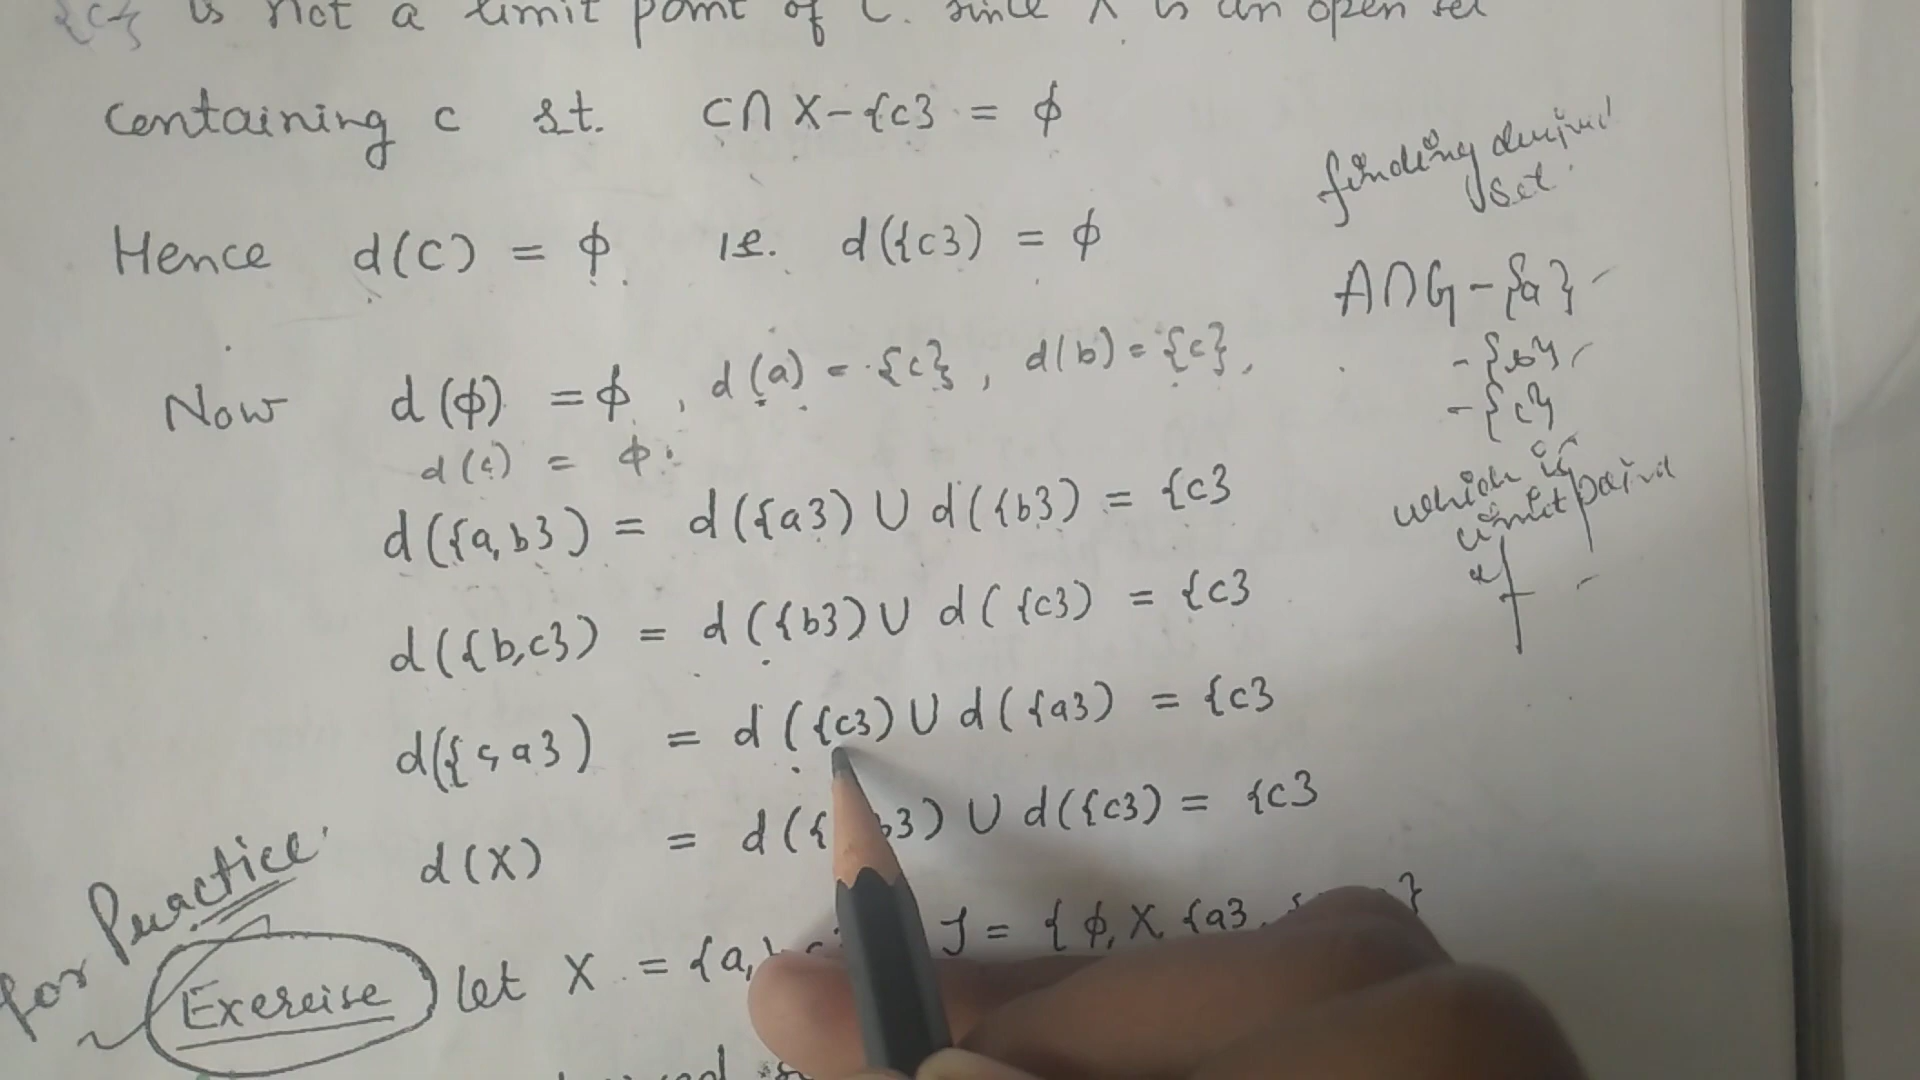 {c} is not a limit point of C. since X is an open set
containing c st. C∩X-{c} = ϕ
Hence d(C) = ϕ i.e. d({c}) = ϕ
Now d(ϕ) = ϕ, d(a) = {c}, d(b) = {c},
d(c) = ϕ.
d({a,b}) = d({a}) ∪ d({b}) = {c}
d({b,c}) = d({b}) ∪ d({c}) = {c}
d({c,a}) = d({c}) ∪ d({a}) = {c}
d(X) = d({ b}) ∪ d({c}) = {c}
for Practice
Exercise let X = {a, J = {ϕ, X, {a},
finding derived
set
A∩G-{a}
-{b}
-{c}
which is
limit point